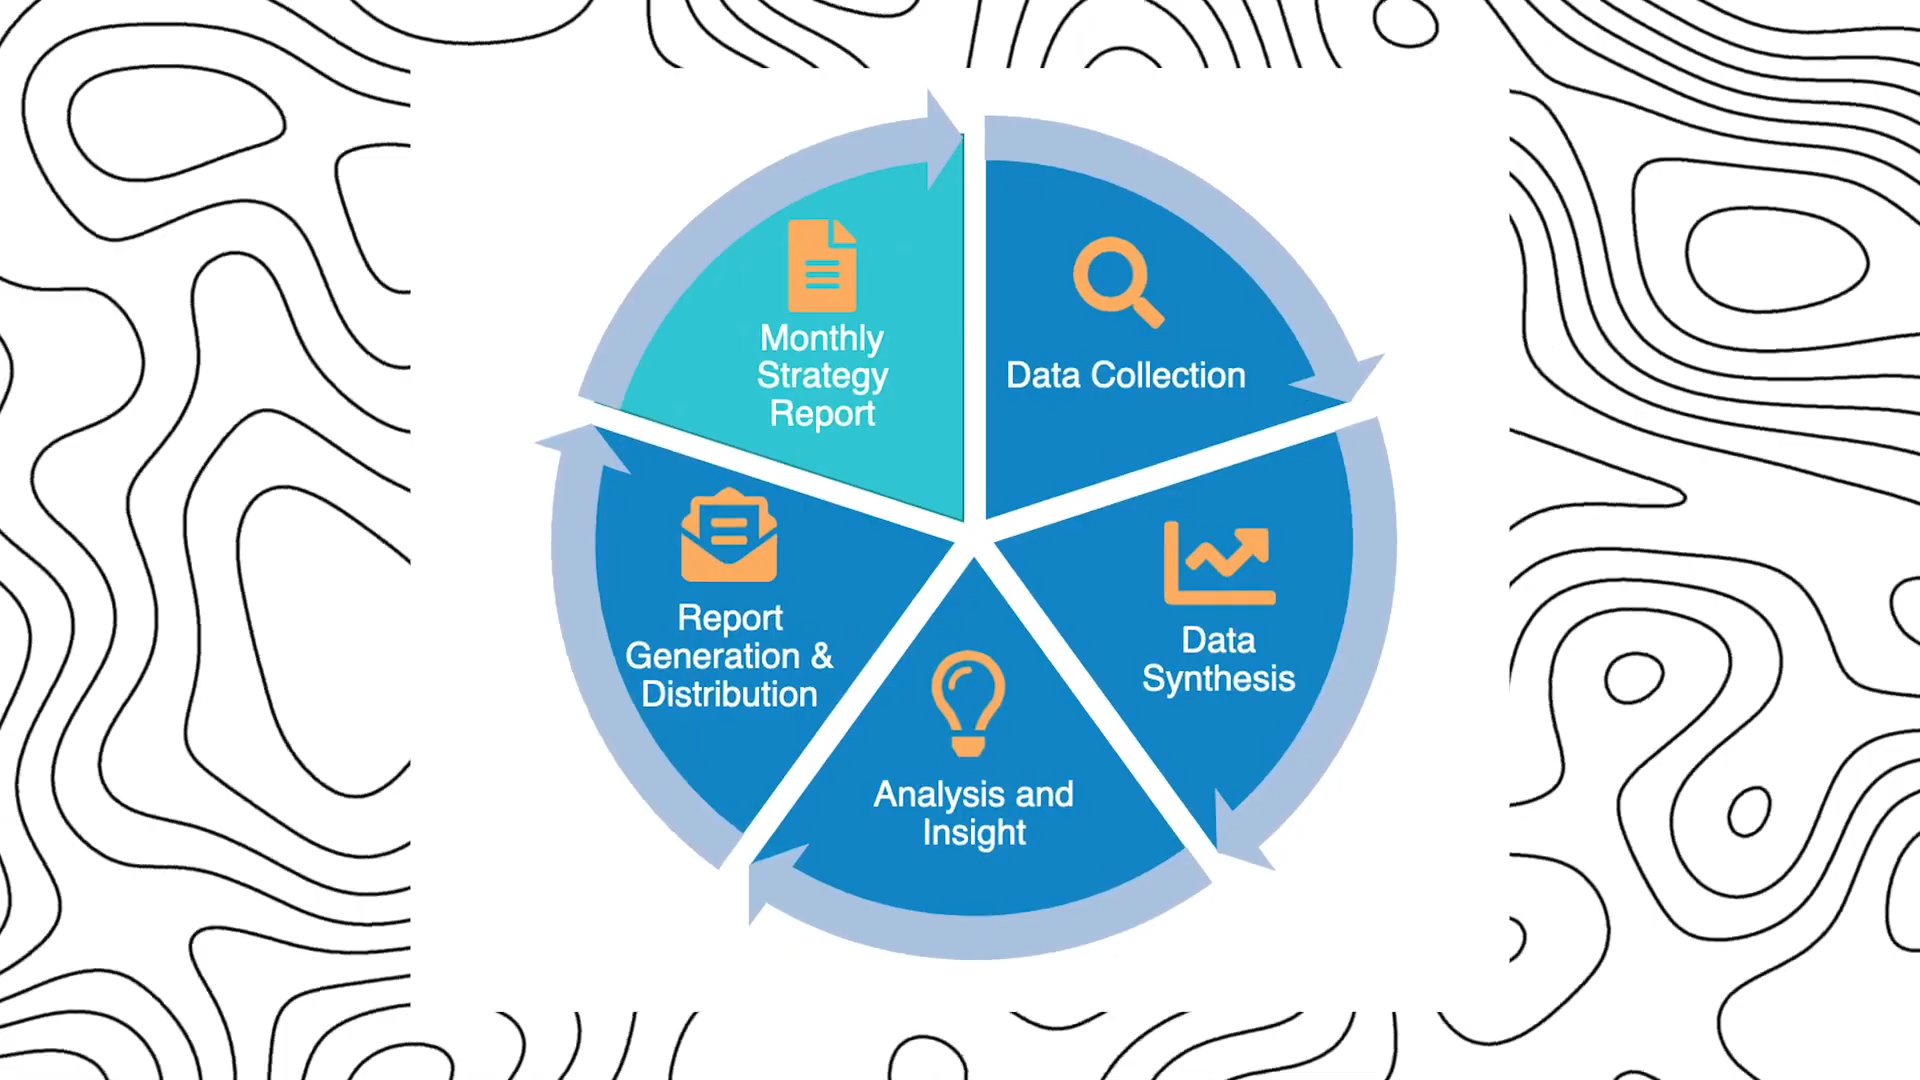 Monthly
Strategy
Report
Data Collection
Data
Synthesis
Analysis and
Insight
Report
Generation &
Distribution